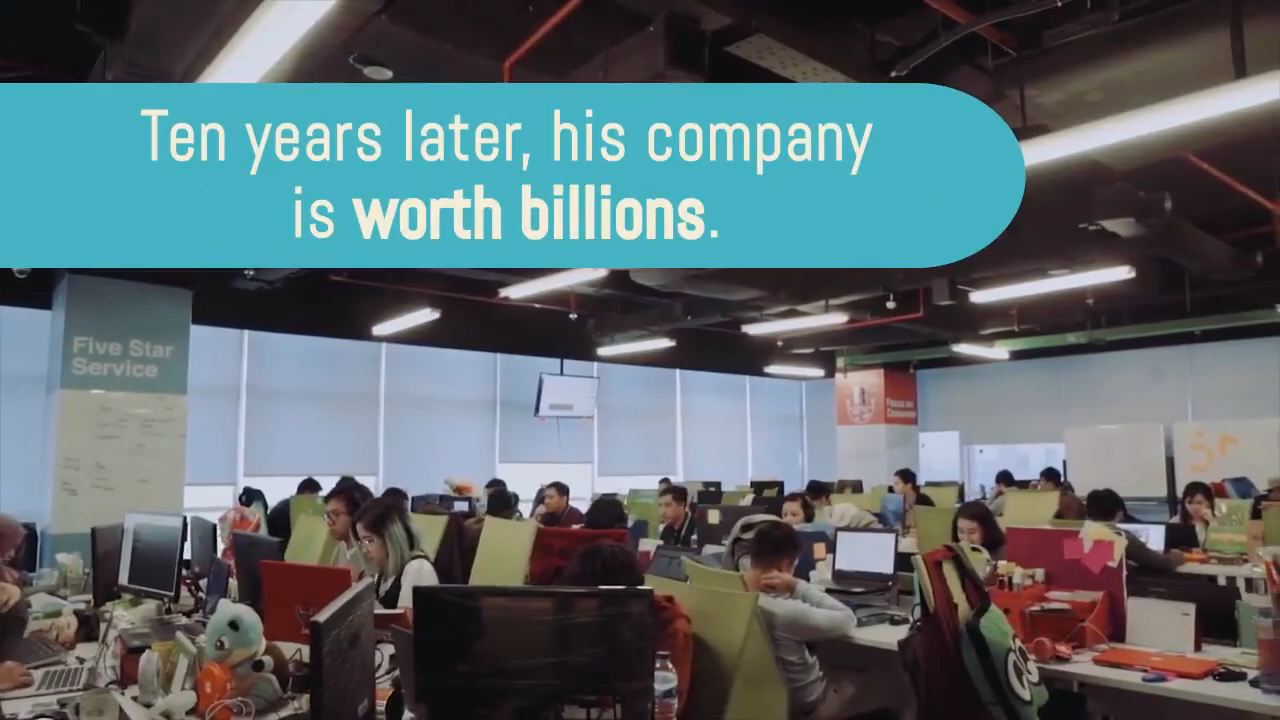 Ten years later, his company
is worth billions.
Five Star
Service